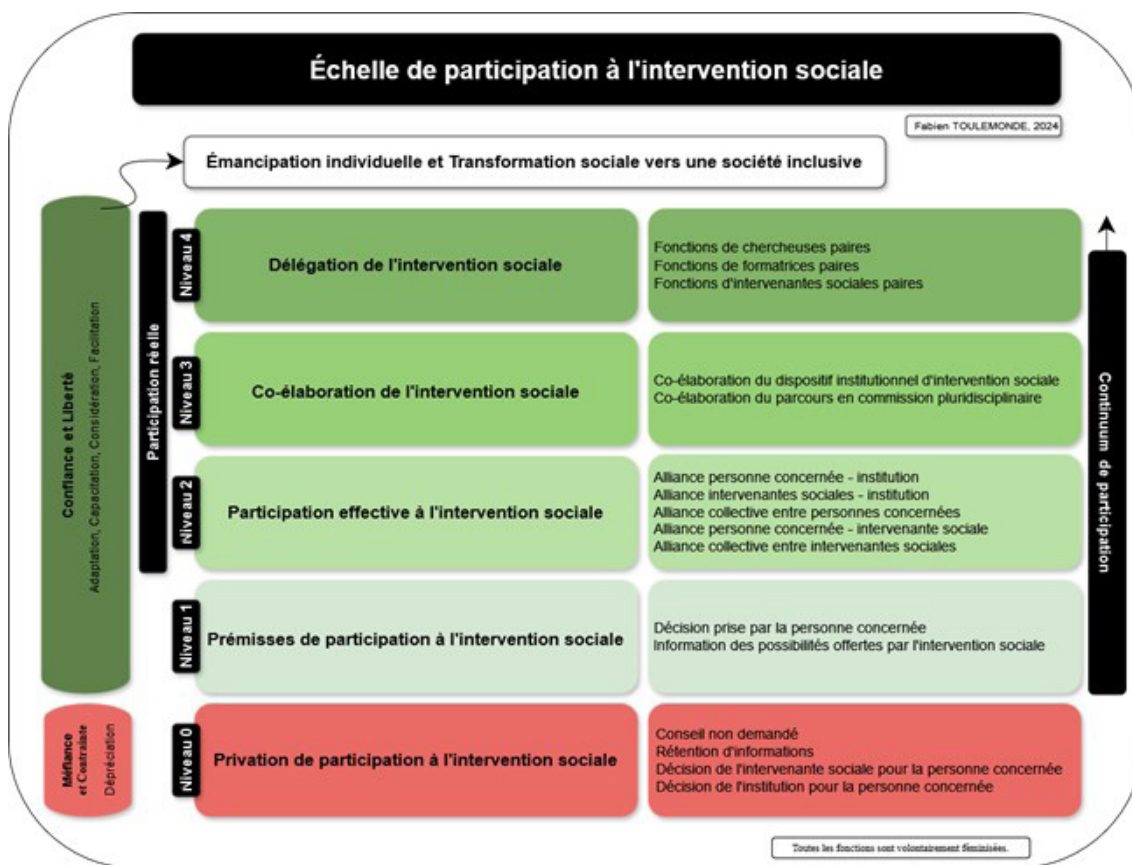 Échelle de participation à l'intervention sociale
Fabien TOULEMONDE, 2024
Émancipation individuelle et Transformation sociale vers une société inclusive
Confiance et Liberté
Adaptation, Capacitation, Considération, Facilitation
Participation réelle
Continuum de participation
Niveau 4
Délégation de l'intervention sociale
Fonctions de chercheuses paires
Fonctions de formatrices paires
Fonctions d'intervenantes sociales paires
Niveau 3
Co-élaboration de l'intervention sociale
Co-élaboration du dispositif institutionnel d'intervention sociale
Co-élaboration du parcours en commission pluridisciplinaire
Niveau 2
Participation effective à l'intervention sociale
Alliance personne concernée - institution
Alliance intervenantes sociales - institution
Alliance collective entre personnes concernées
Alliance personne concernée - intervenante sociale
Alliance collective entre intervenantes sociales
Niveau 1
Prémisses de participation à l'intervention sociale
Décision prise par la personne concernée
Information des possibilités offertes par l'intervention sociale
Méfiance
et Contrainte
Dépréciation
Niveau 0
Privation de participation à l'intervention sociale
Conseil non demandé
Rétention d'informations
Décision de l'intervenante sociale pour la personne concernée
Décision de l'institution pour la personne concernée
Toutes les fonctions sont volontairement féminisées.